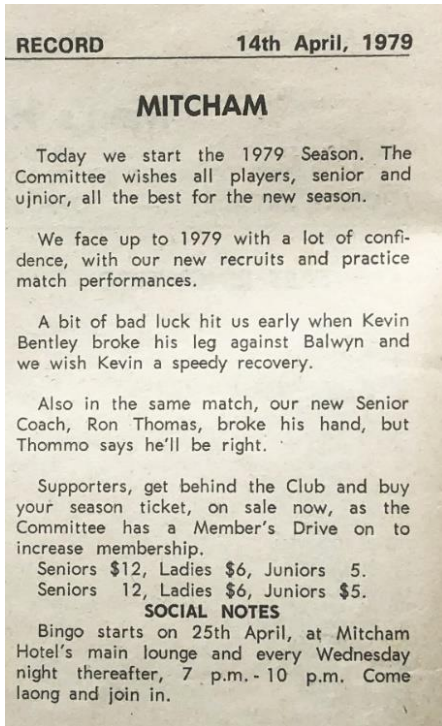 RECORD 14th April, 1979
MITCHAM
Today we start the 1979 Season. The
Committee wishes all players, senior and
ujnior, all the best for the new season.
We face up to 1979 with a lot of confi-
dence, with our new recruits and practice
match performances.
A bit of bad luck hit us early when Kevin
Bentley broke his leg against Balwyn and
we wish Kevin a speedy recovery.
Also in the same match, our new Senior
Coach, Ron Thomas, broke his hand, but
Thommo says he'll be right.
Supporters, get behind the Club and buy
your season ticket, on sale now, as the
Committee has a Member's Drive on to
increase membership.
Seniors $12, Ladies $6, Juniors 5.
Seniors 12, Ladies $6, Juniors $5.
SOCIAL NOTES
Bingo starts on 25th April, at Mitcham
Hotel's main lounge and every Wednesday
night thereafter, 7 p.m. - 10 p.m. Come
laong and join in.